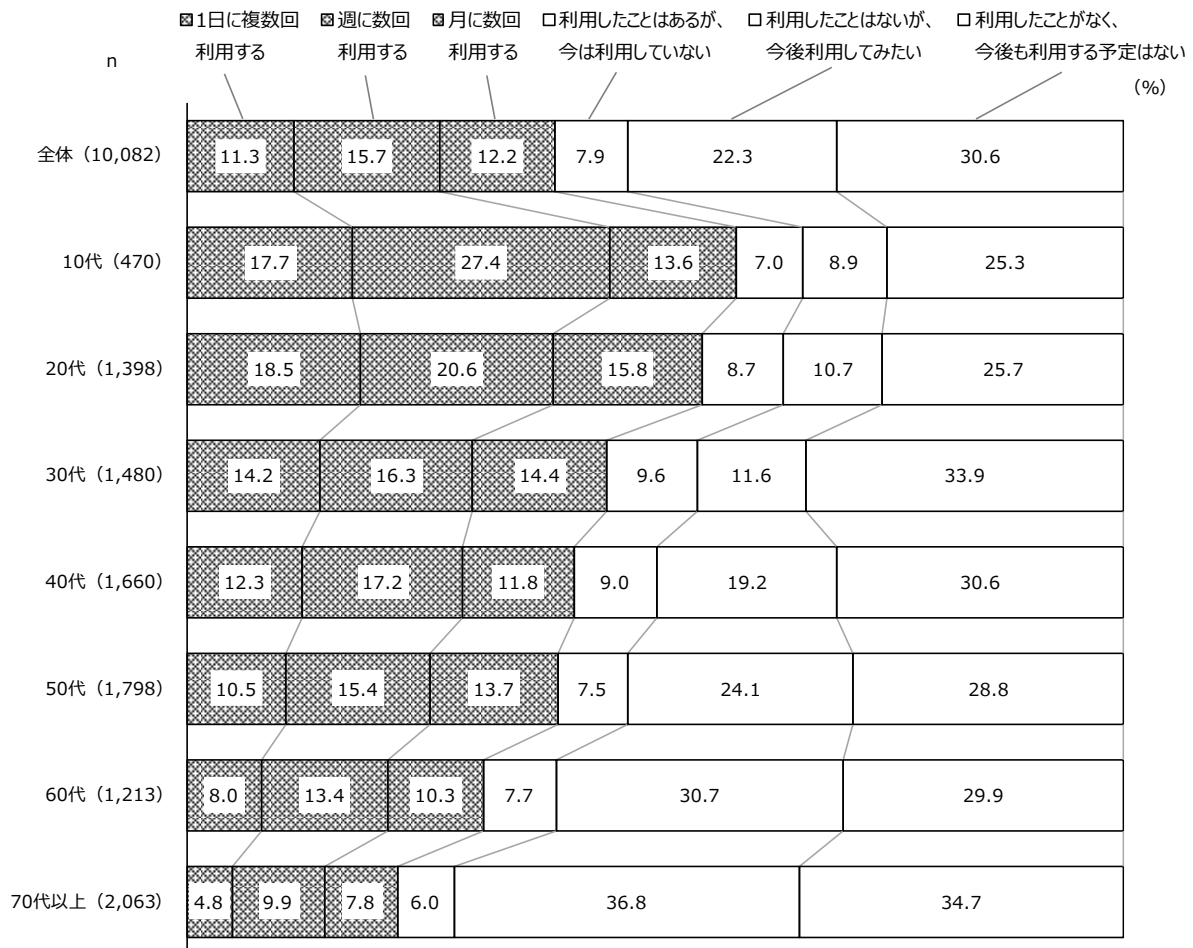 1日に複数回 週に数回 月に数回 利用したことはあるが、 利用したことはないが、 利用したことがなく、
利用する 利用する 利用する 今は利用していない 今後利用してみたい 今後も利用する予定はない
n
(%)
全体（10,082） 11.3 15.7 12.2 7.9 22.3 30.6
10代（470） 17.7 27.4 13.6 7.0 8.9 25.3
20代（1,398） 18.5 20.6 15.8 8.7 10.7 25.7
30代（1,480） 14.2 16.3 14.4 9.6 11.6 33.9
40代（1,660） 12.3 17.2 11.8 9.0 19.2 30.6
50代（1,798） 10.5 15.4 13.7 7.5 24.1 28.8
60代（1,213） 8.0 13.4 10.3 7.7 30.7 29.9
70代以上（2,063） 4.8 9.9 7.8 6.0 36.8 34.7